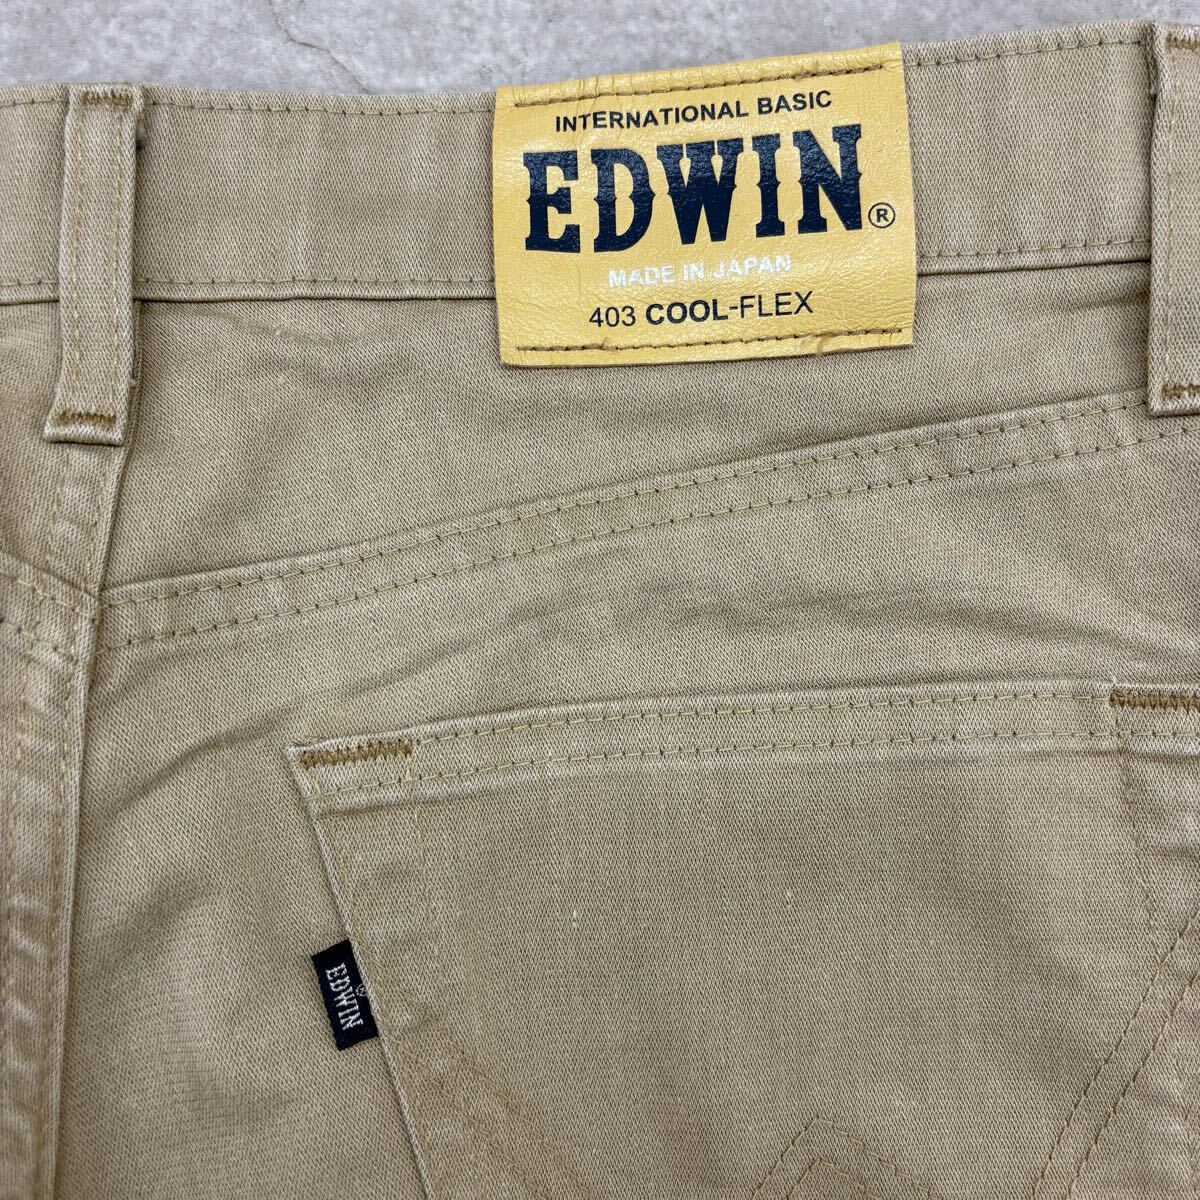 INTERNATIONAL BASIC
EDWIN®
MADE IN JAPAN
403 COOL-FLEX
EDWIN®